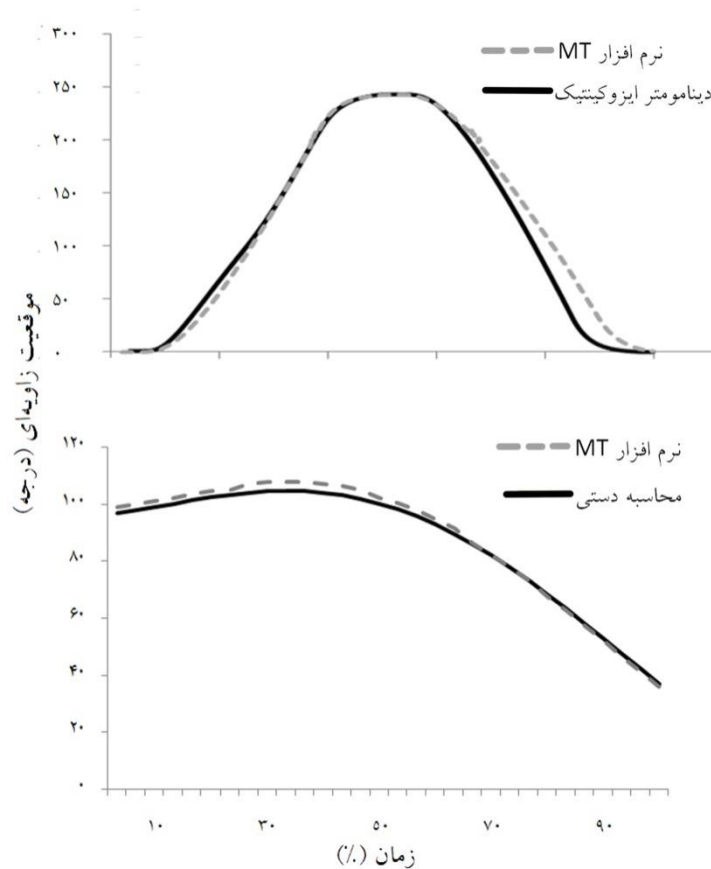 ۳۰۰
۲۵۰
۲۰۰
۱۵۰
۱۰۰
۵۰
۰
نرم افزار MT
دینامومتر ایزوکینتیک
موقعیت زاویه‌ای (درجه)
۱۲۰
۱۰۰
۸۰
۶۰
۴۰
۲۰
۰
نرم افزار MT
محاسبه دستی
۱۰ ۳۰ ۵۰ ۷۰ ۹۰
زمان (%)